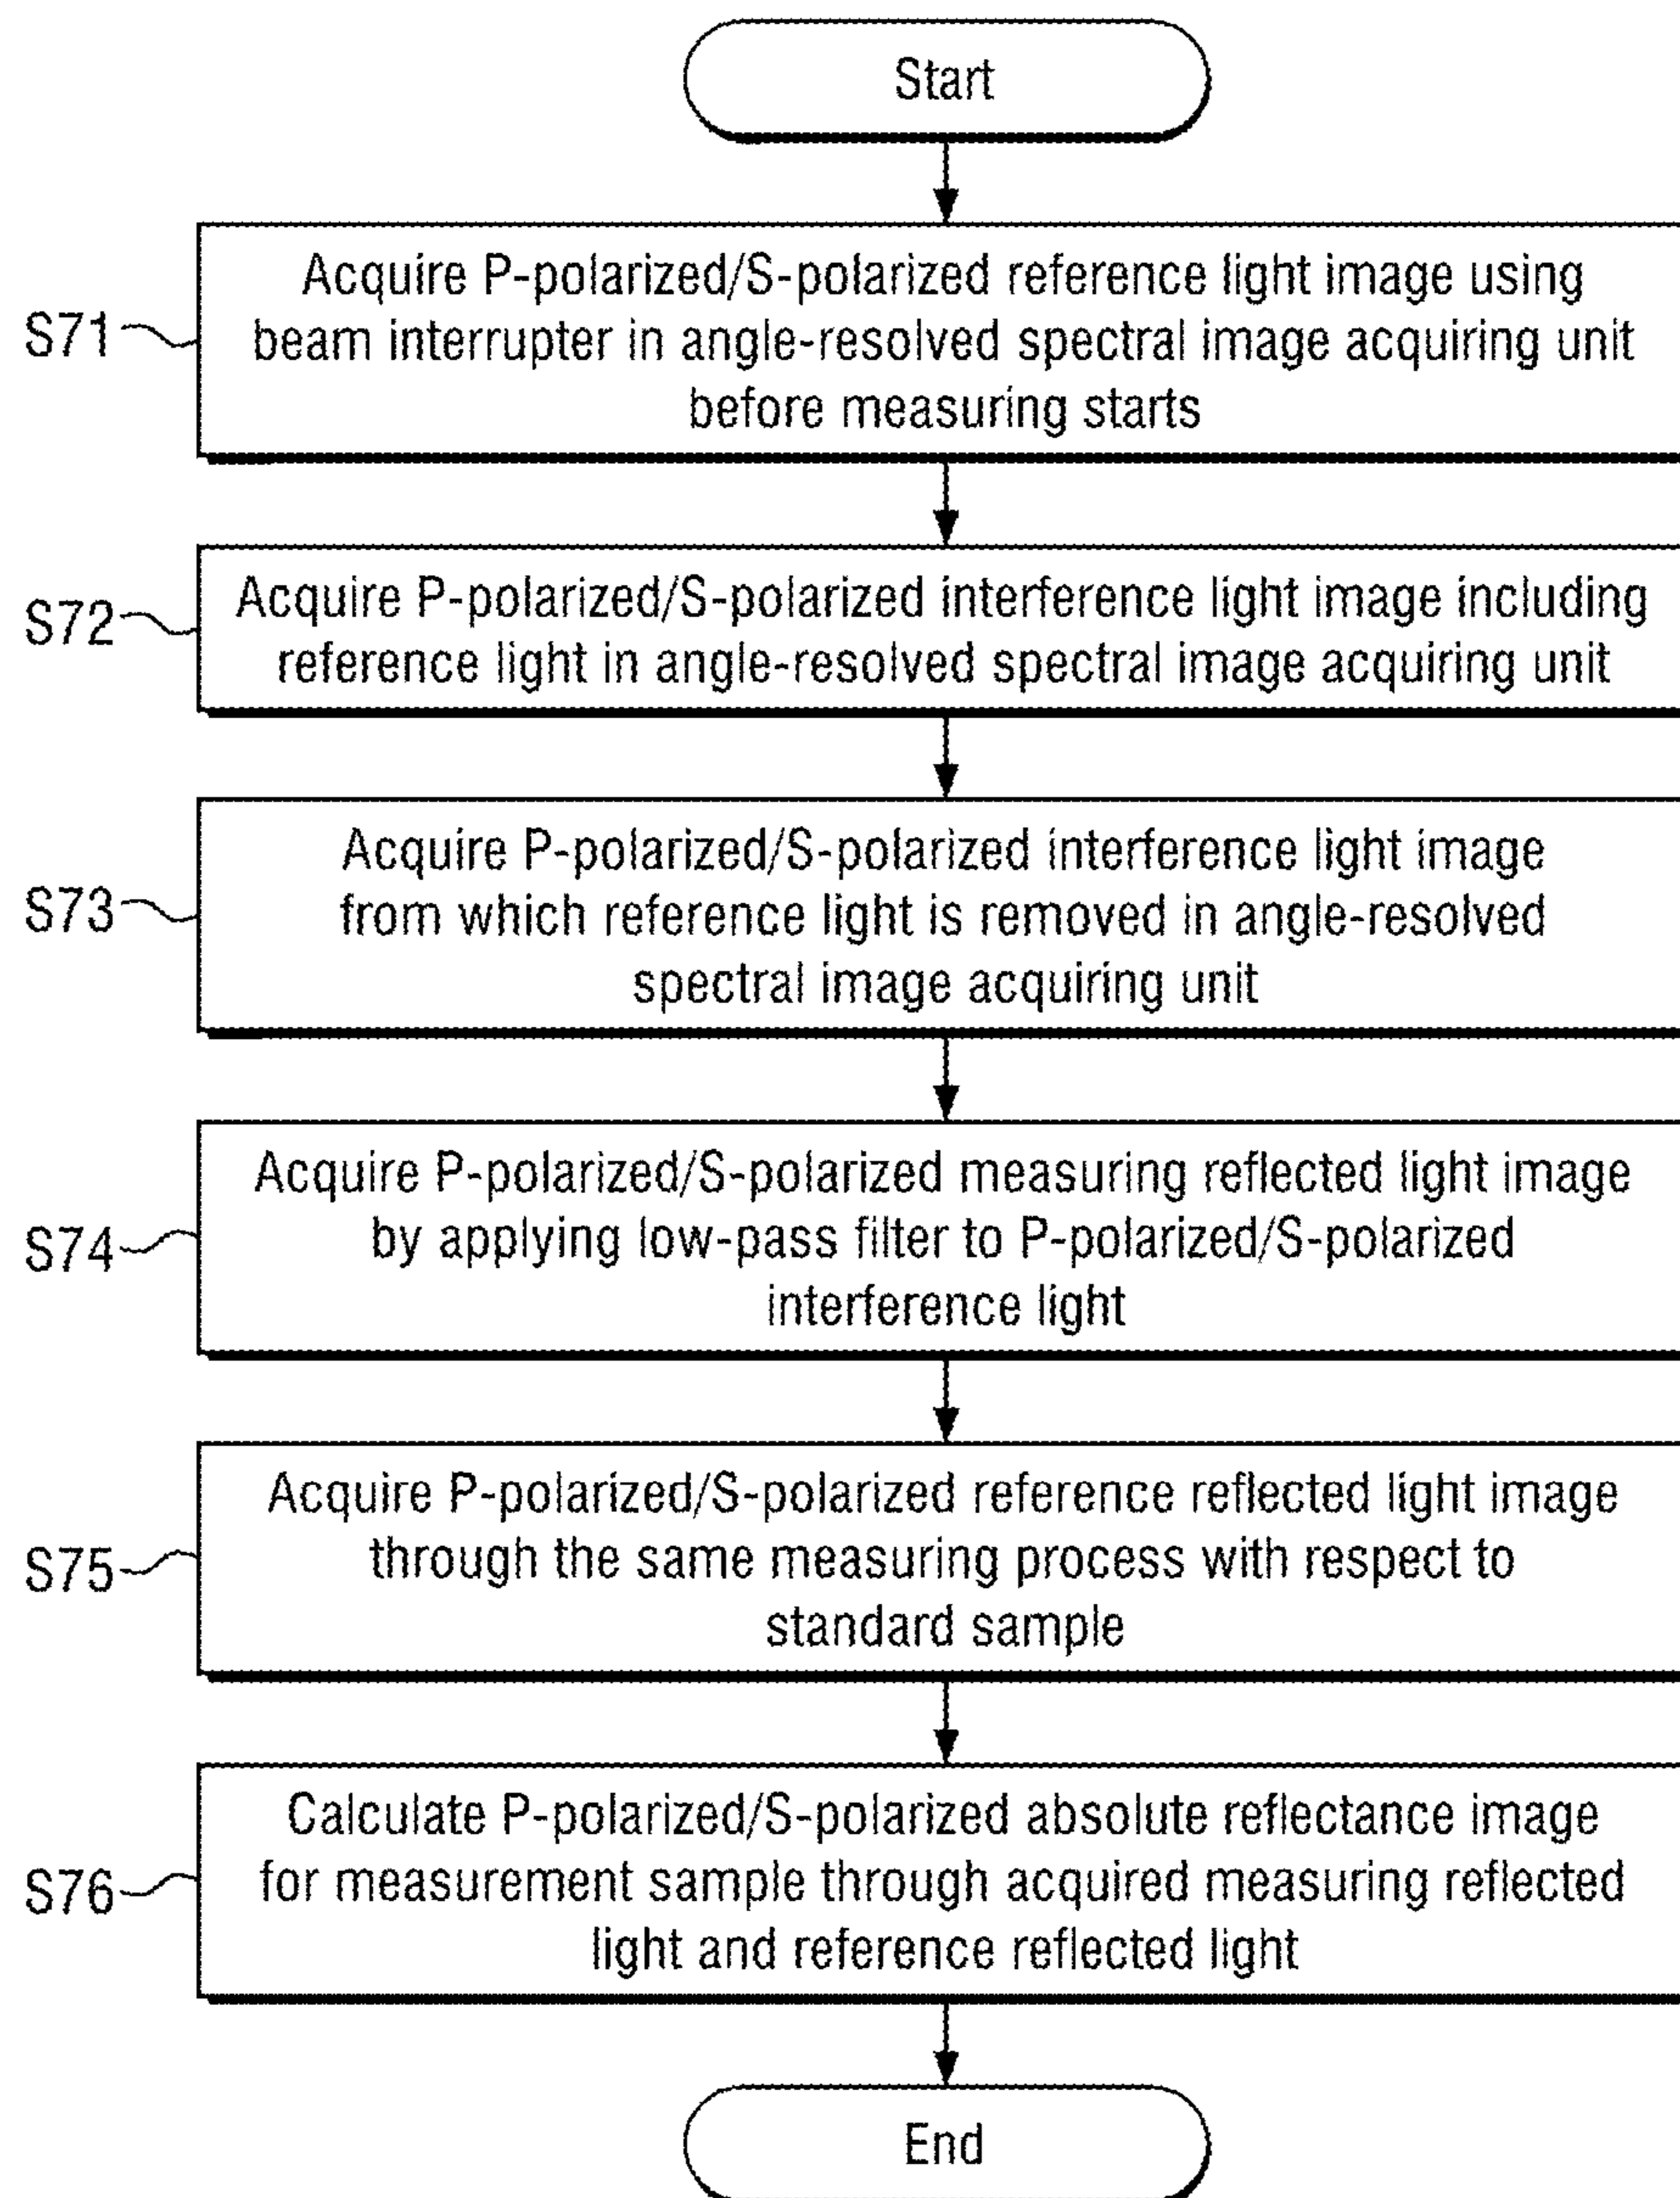 Start
Acquire P-polarized/S-polarized reference light image using
S71
beam interrupter in angle-resolved spectral image acquiring unit
before measuring starts
Acquire P-polarized/S-polarized interference light image including
S72
reference light in angle-resolved spectral image acquiring unit
Acquire P-polarized/S-polarized interference light image
S73
from which reference light is removed in angle-resolved
spectral image acquiring unit
Acquire P-polarized/S-polarized measuring reflected light image
S74
by applying low-pass filter to P-polarized/S-polarized
interference light
Acquire P-polarized/S-polarized reference reflected light image
S75
through the same measuring process with respect to
standard sample
Calculate P-polarized/S-polarized absolute reflectance image
S76
for measurement sample through acquired measuring reflected
light and reference reflected light
End